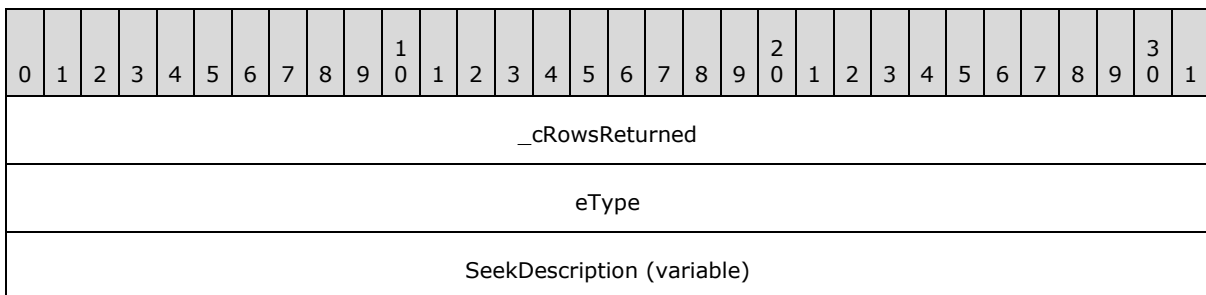 0 1 2 3 4 5 6 7 8 9 1 0 1 2 3 4 5 6 7 8 9 2 0 1 2 3 4 5 6 7 8 9 3 0 1
_cRowsReturned
eType
SeekDescription (variable)